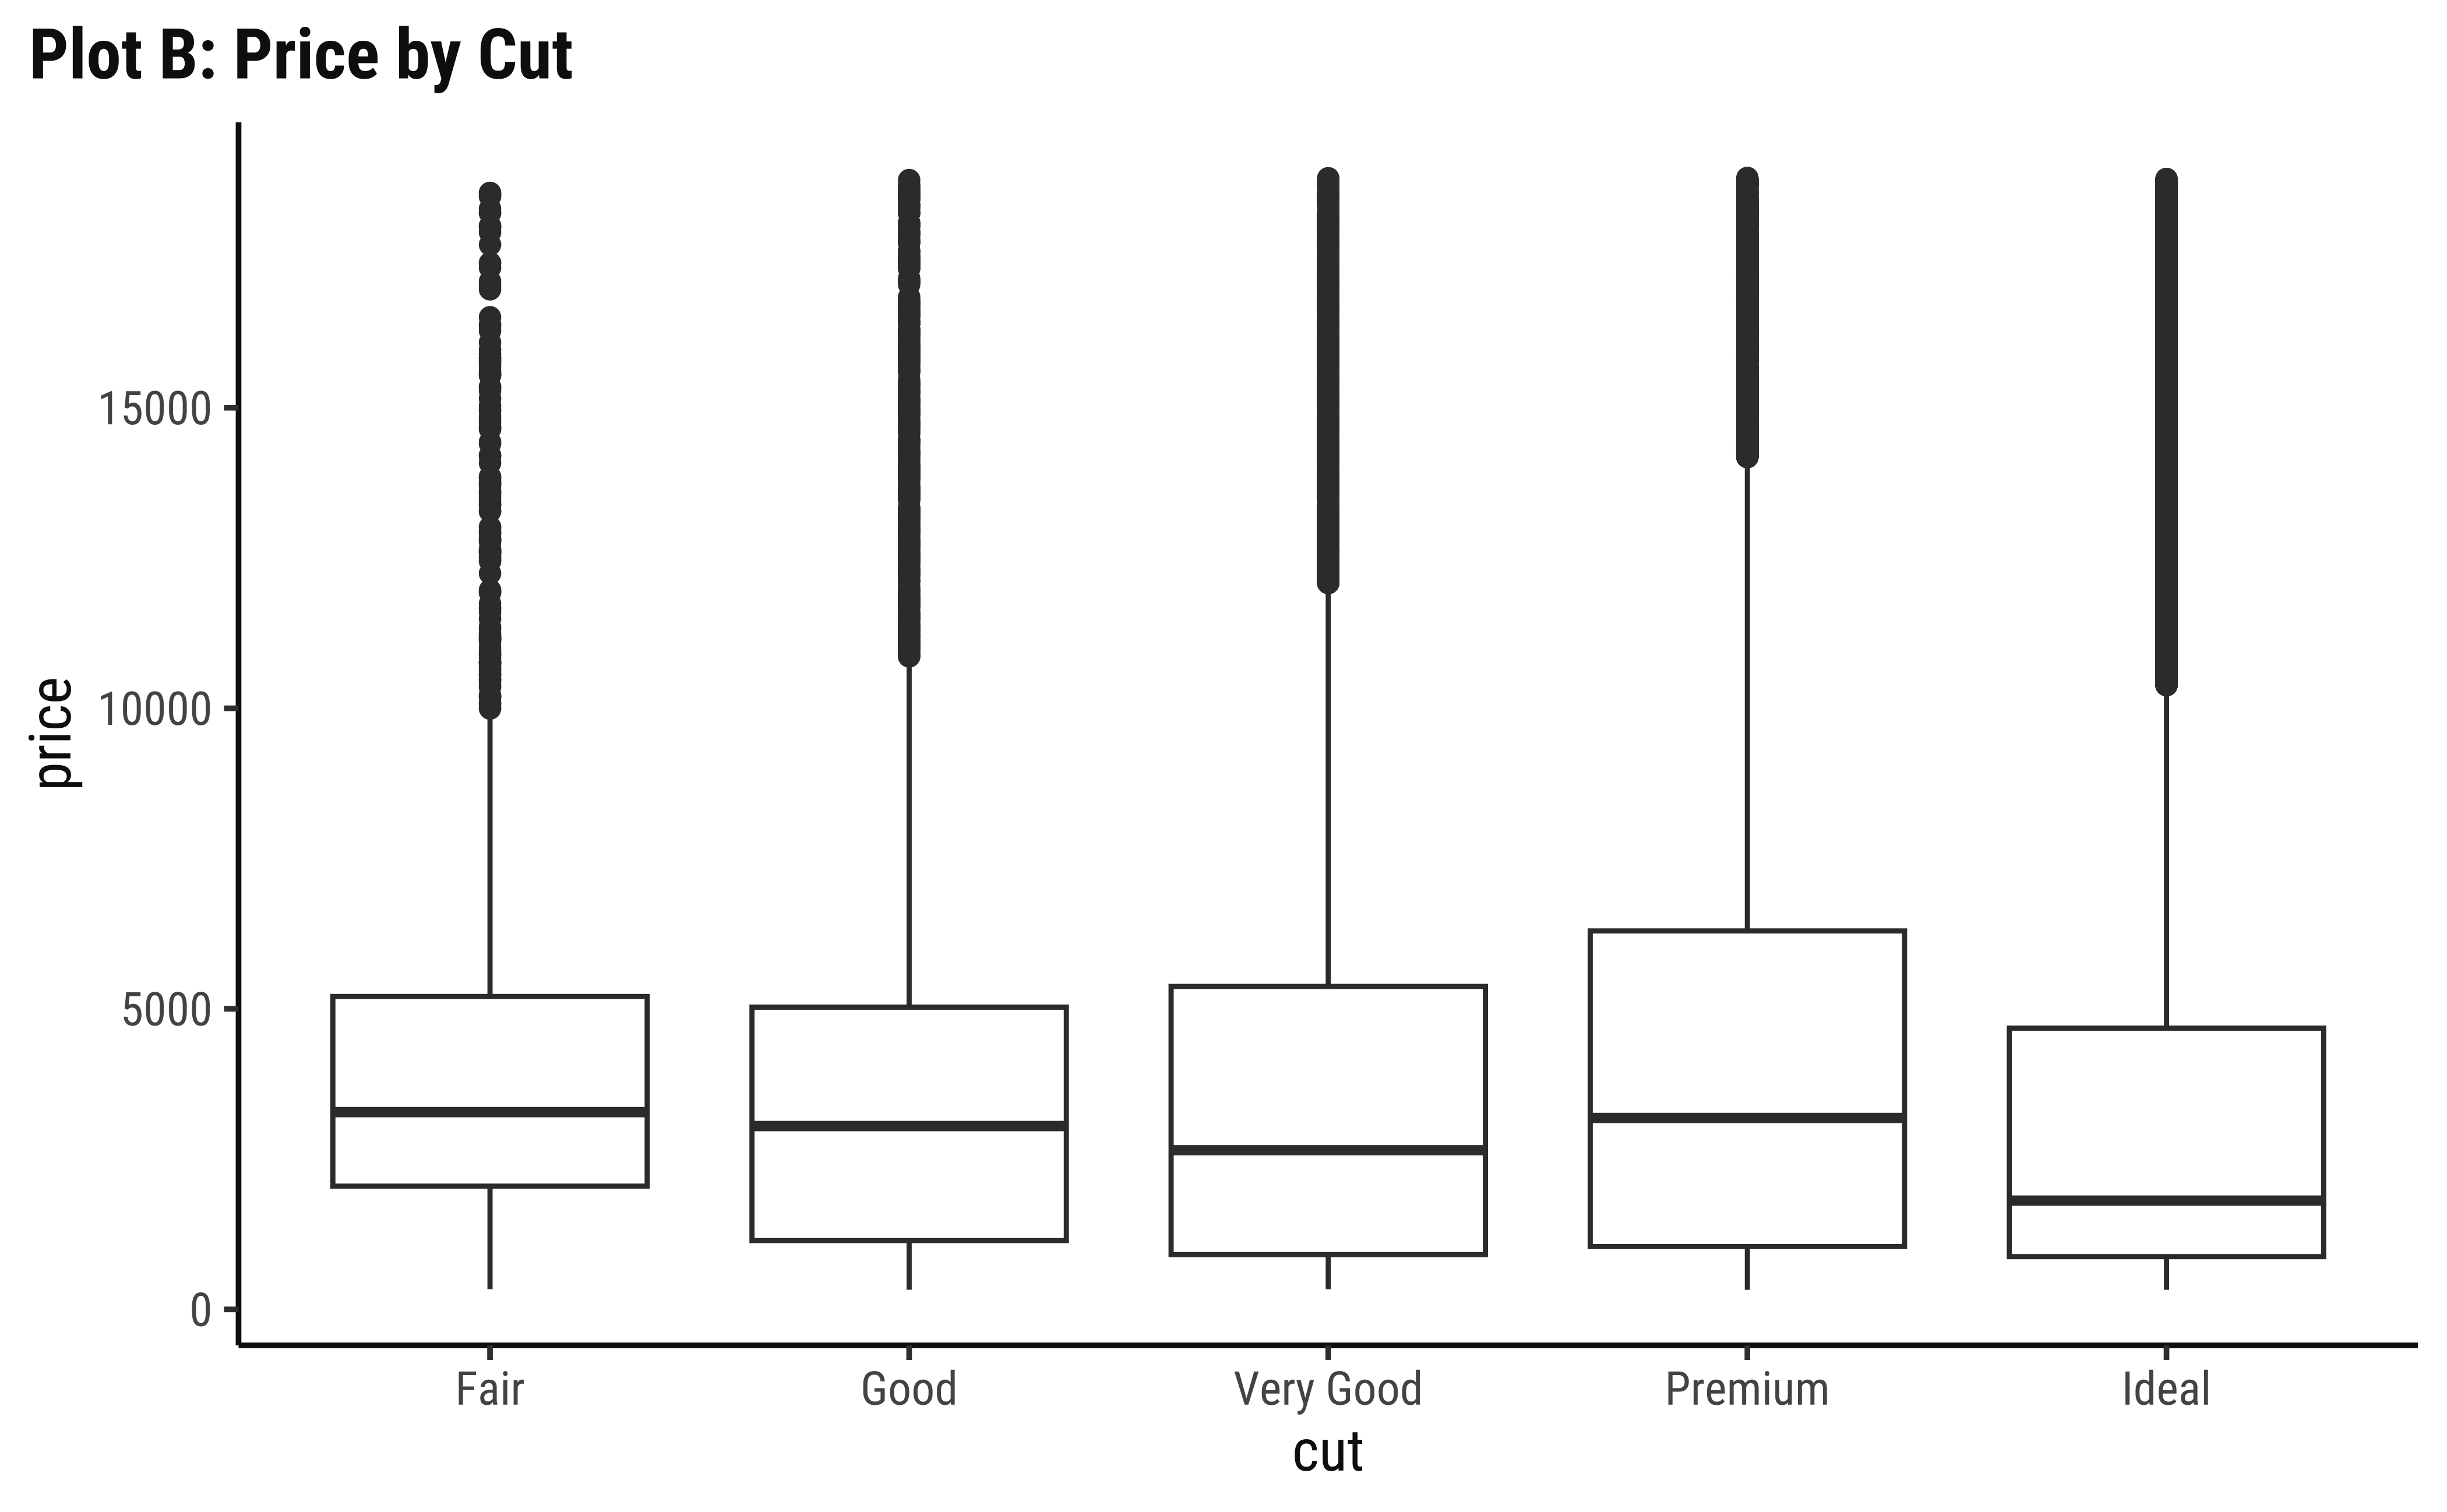 Plot B: Price by Cut
price
15000
10000
5000
0
Fair Good Very Good Premium Ideal
cut